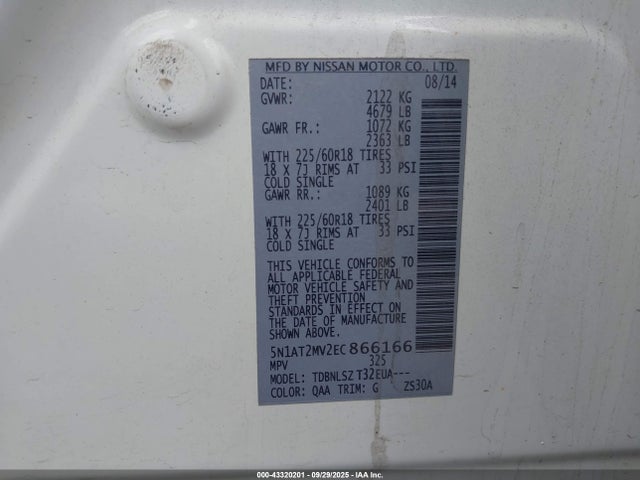 MFD BY NISSAN MOTOR CO., LTD.
DATE: 08/14
GVWR: 2122 KG
4679 LB
GAWR FR.: 1072 KG
2363 LB
WITH 225/60R18 TIRES
18 X 7J RIMS AT 33 PSI
COLD SINGLE
GAWR RR.: 1089 KG
2401 LB
WITH 225/60R18 TIRES
18 X 7J RIMS AT 33 PSI
COLD SINGLE
THIS VEHICLE CONFORMS TO
ALL APPLICABLE FEDERAL
MOTOR VEHICLE SAFETY AND
THEFT PREVENTION
STANDARDS IN EFFECT ON
THE DATE OF MANUFACTURE
SHOWN ABOVE.
5N1AT2MV2EC866166
MPV 325
MODEL: TDBNLSZ T32EUA---
COLOR: QAA TRIM: G ZS30A
000-43320201 | 09/29/2025 | IAA Inc.